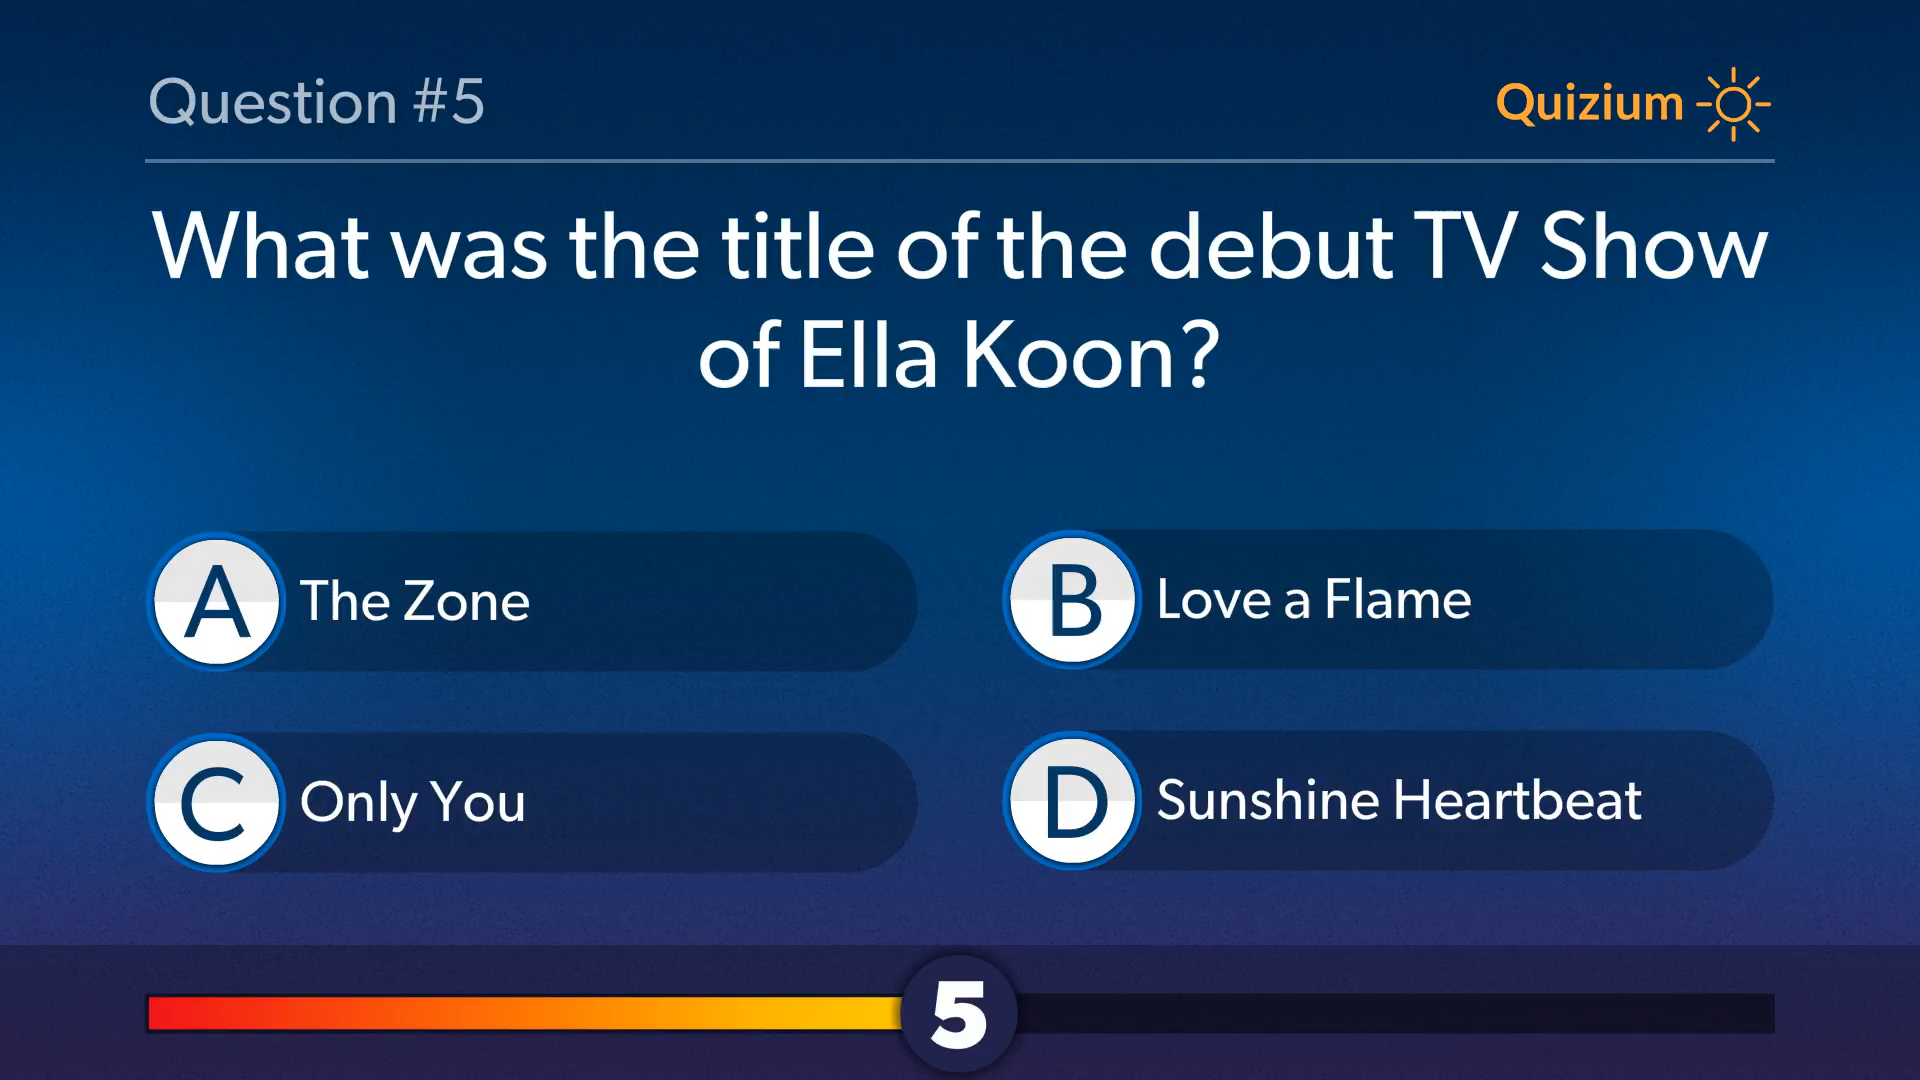 Question #5
Quizium
What was the title of the debut TV Show
of Ella Koon?
A The Zone
B Love a Flame
C Only You
D Sunshine Heartbeat
5